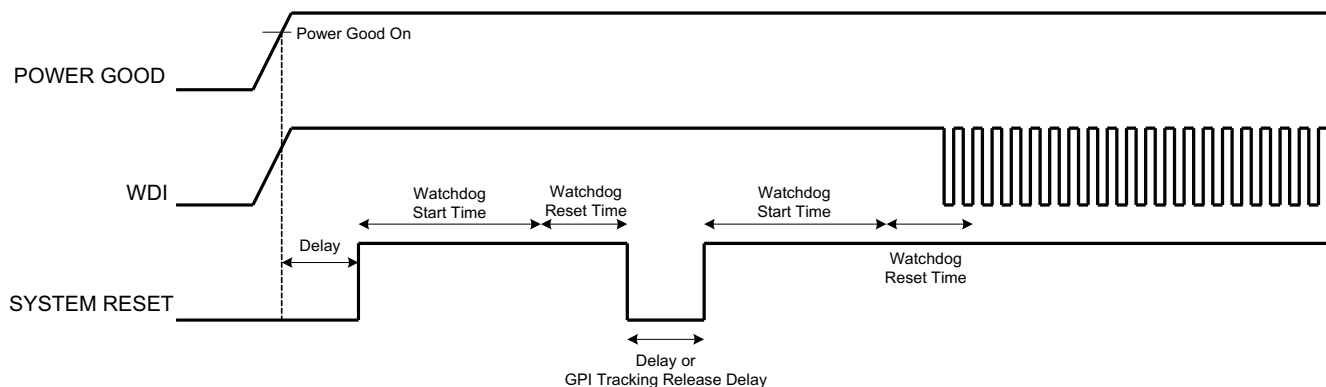 Power Good On
POWER GOOD
WDI
Watchdog
Start Time
Watchdog
Reset Time
Watchdog
Start Time
Delay
Watchdog
Reset Time
SYSTEM RESET
Delay or
GPI Tracking Release Delay